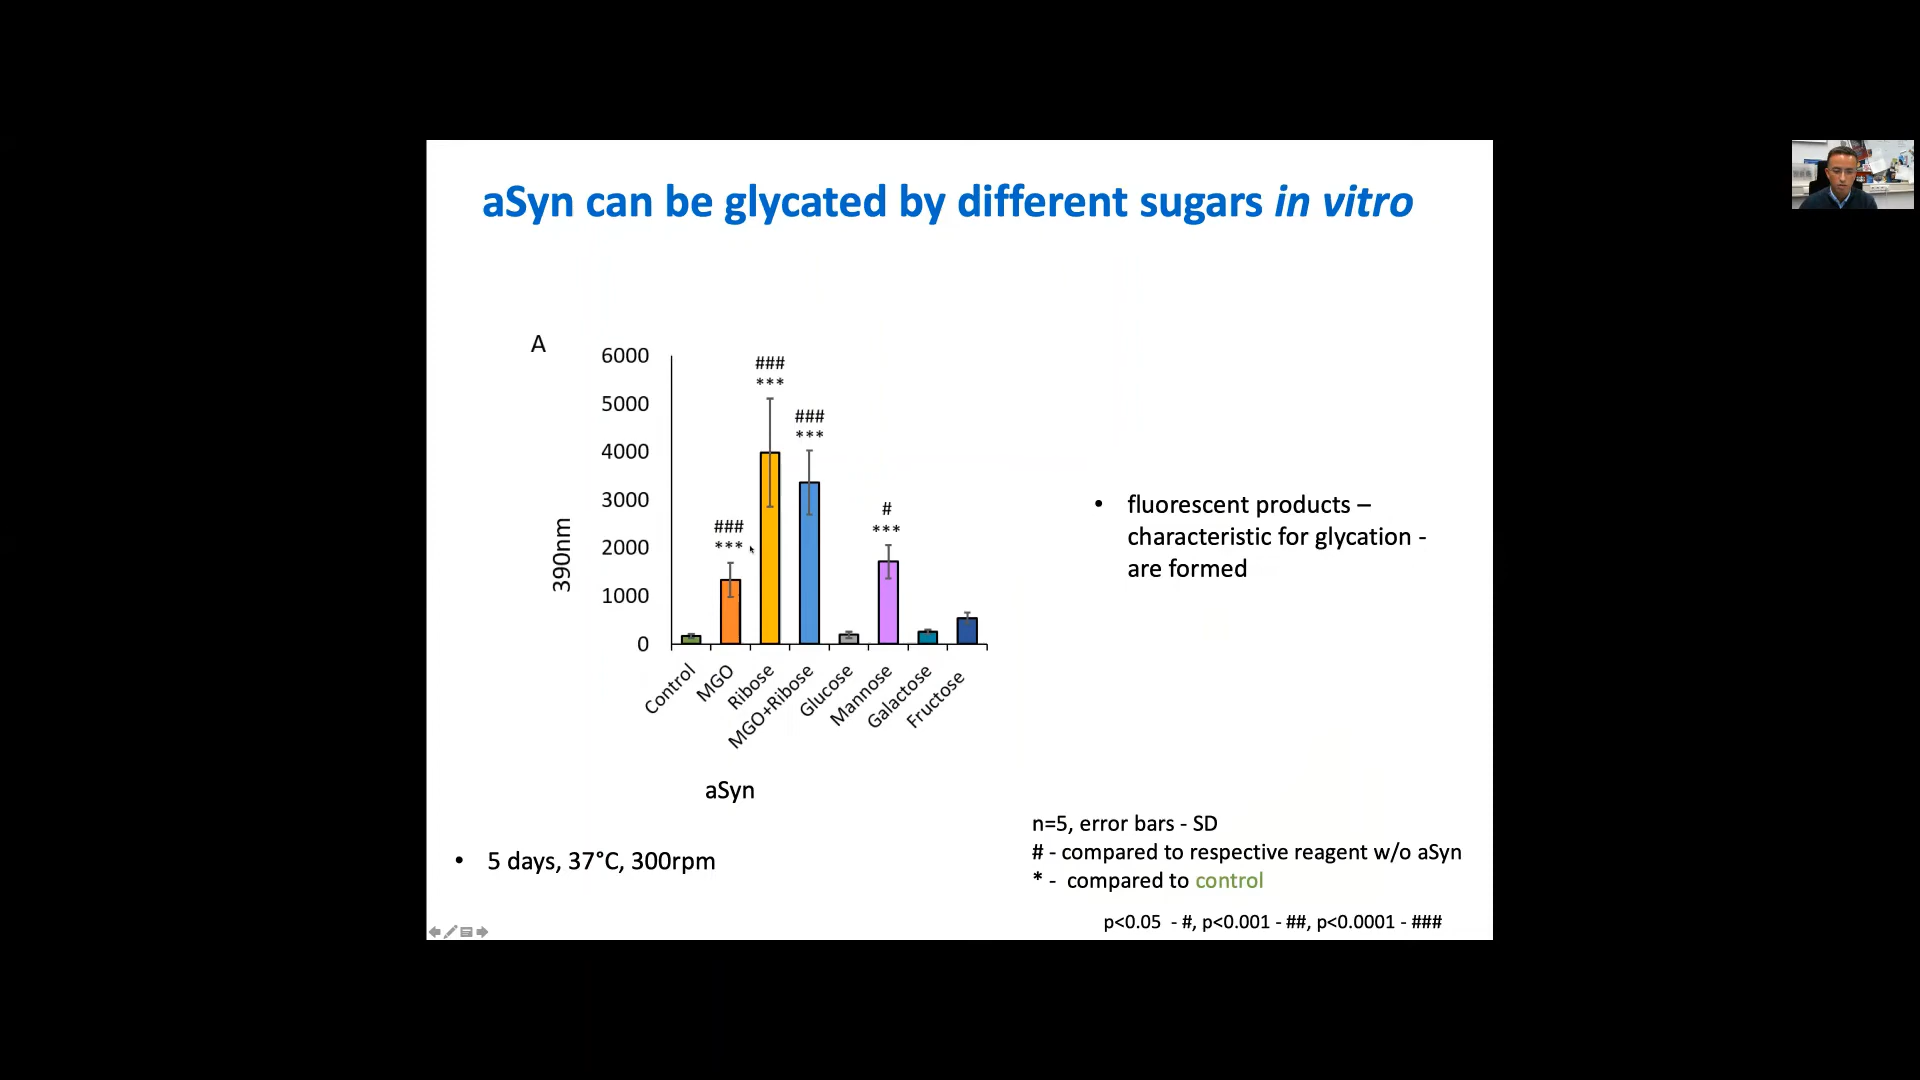 aSyn can be glycated by different sugars in vitro
A
6000
5000
4000
3000
2000
1000
0
390nm
###
***
###
***
###
***
#
***
Control
MGO
Ribose
MGO+Ribose
Glucose
Mannose
Galactose
Fructose
aSyn
• fluorescent products –
characteristic for glycation -
are formed
• 5 days, 37°C, 300rpm
n=5, error bars - SD
# - compared to respective reagent w/o aSyn
* - compared to control
p<0.05 - #, p<0.001 - ##, p<0.0001 - ###